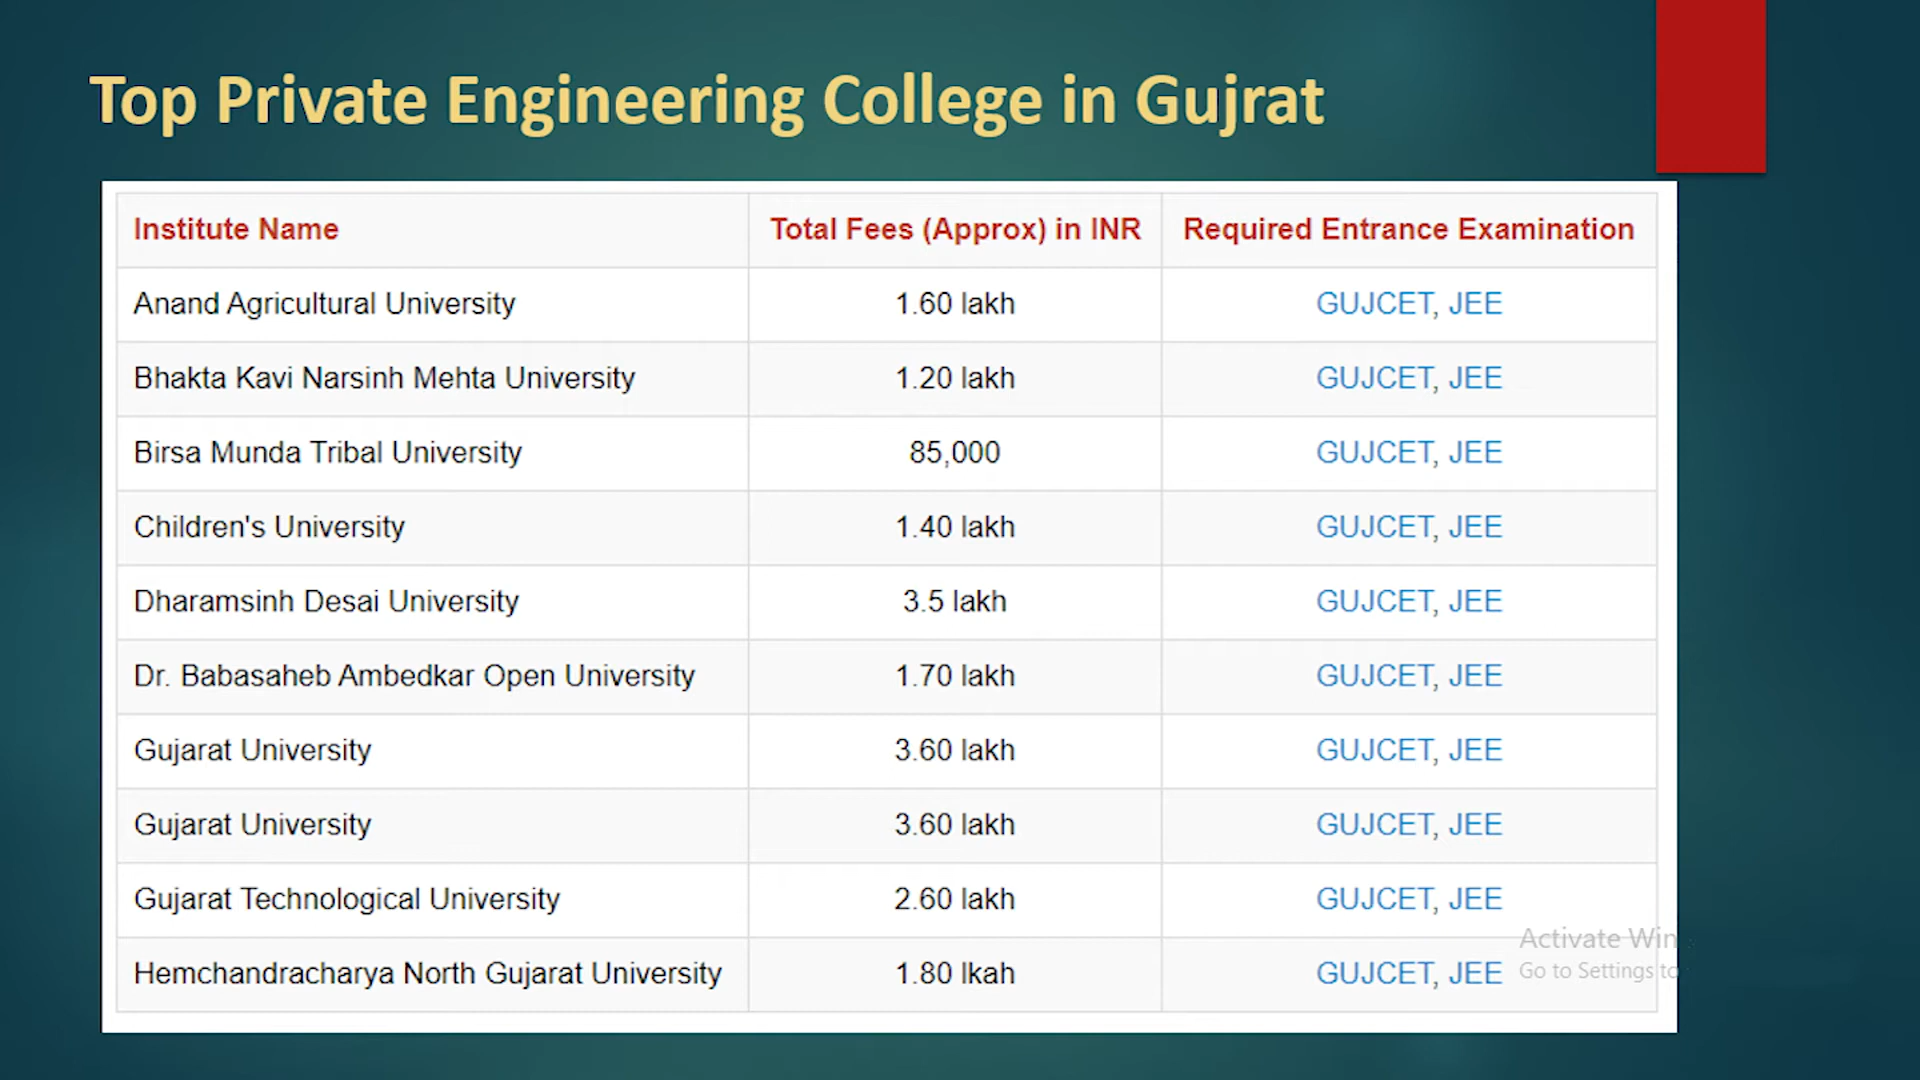 Top Private Engineering College in Gujrat
Institute Name Total Fees (Approx) in INR Required Entrance Examination
Anand Agricultural University 1.60 lakh GUJCET, JEE
Bhakta Kavi Narsinh Mehta University 1.20 lakh GUJCET, JEE
Birsa Munda Tribal University 85,000 GUJCET, JEE
Children's University 1.40 lakh GUJCET, JEE
Dharamsinh Desai University 3.5 lakh GUJCET, JEE
Dr. Babasaheb Ambedkar Open University 1.70 lakh GUJCET, JEE
Gujarat University 3.60 lakh GUJCET, JEE
Gujarat University 3.60 lakh GUJCET, JEE
Gujarat Technological University 2.60 lakh GUJCET, JEE
Hemchandracharya North Gujarat University 1.80 lkah GUJCET, JEE
Activate Win
Go to Settings to